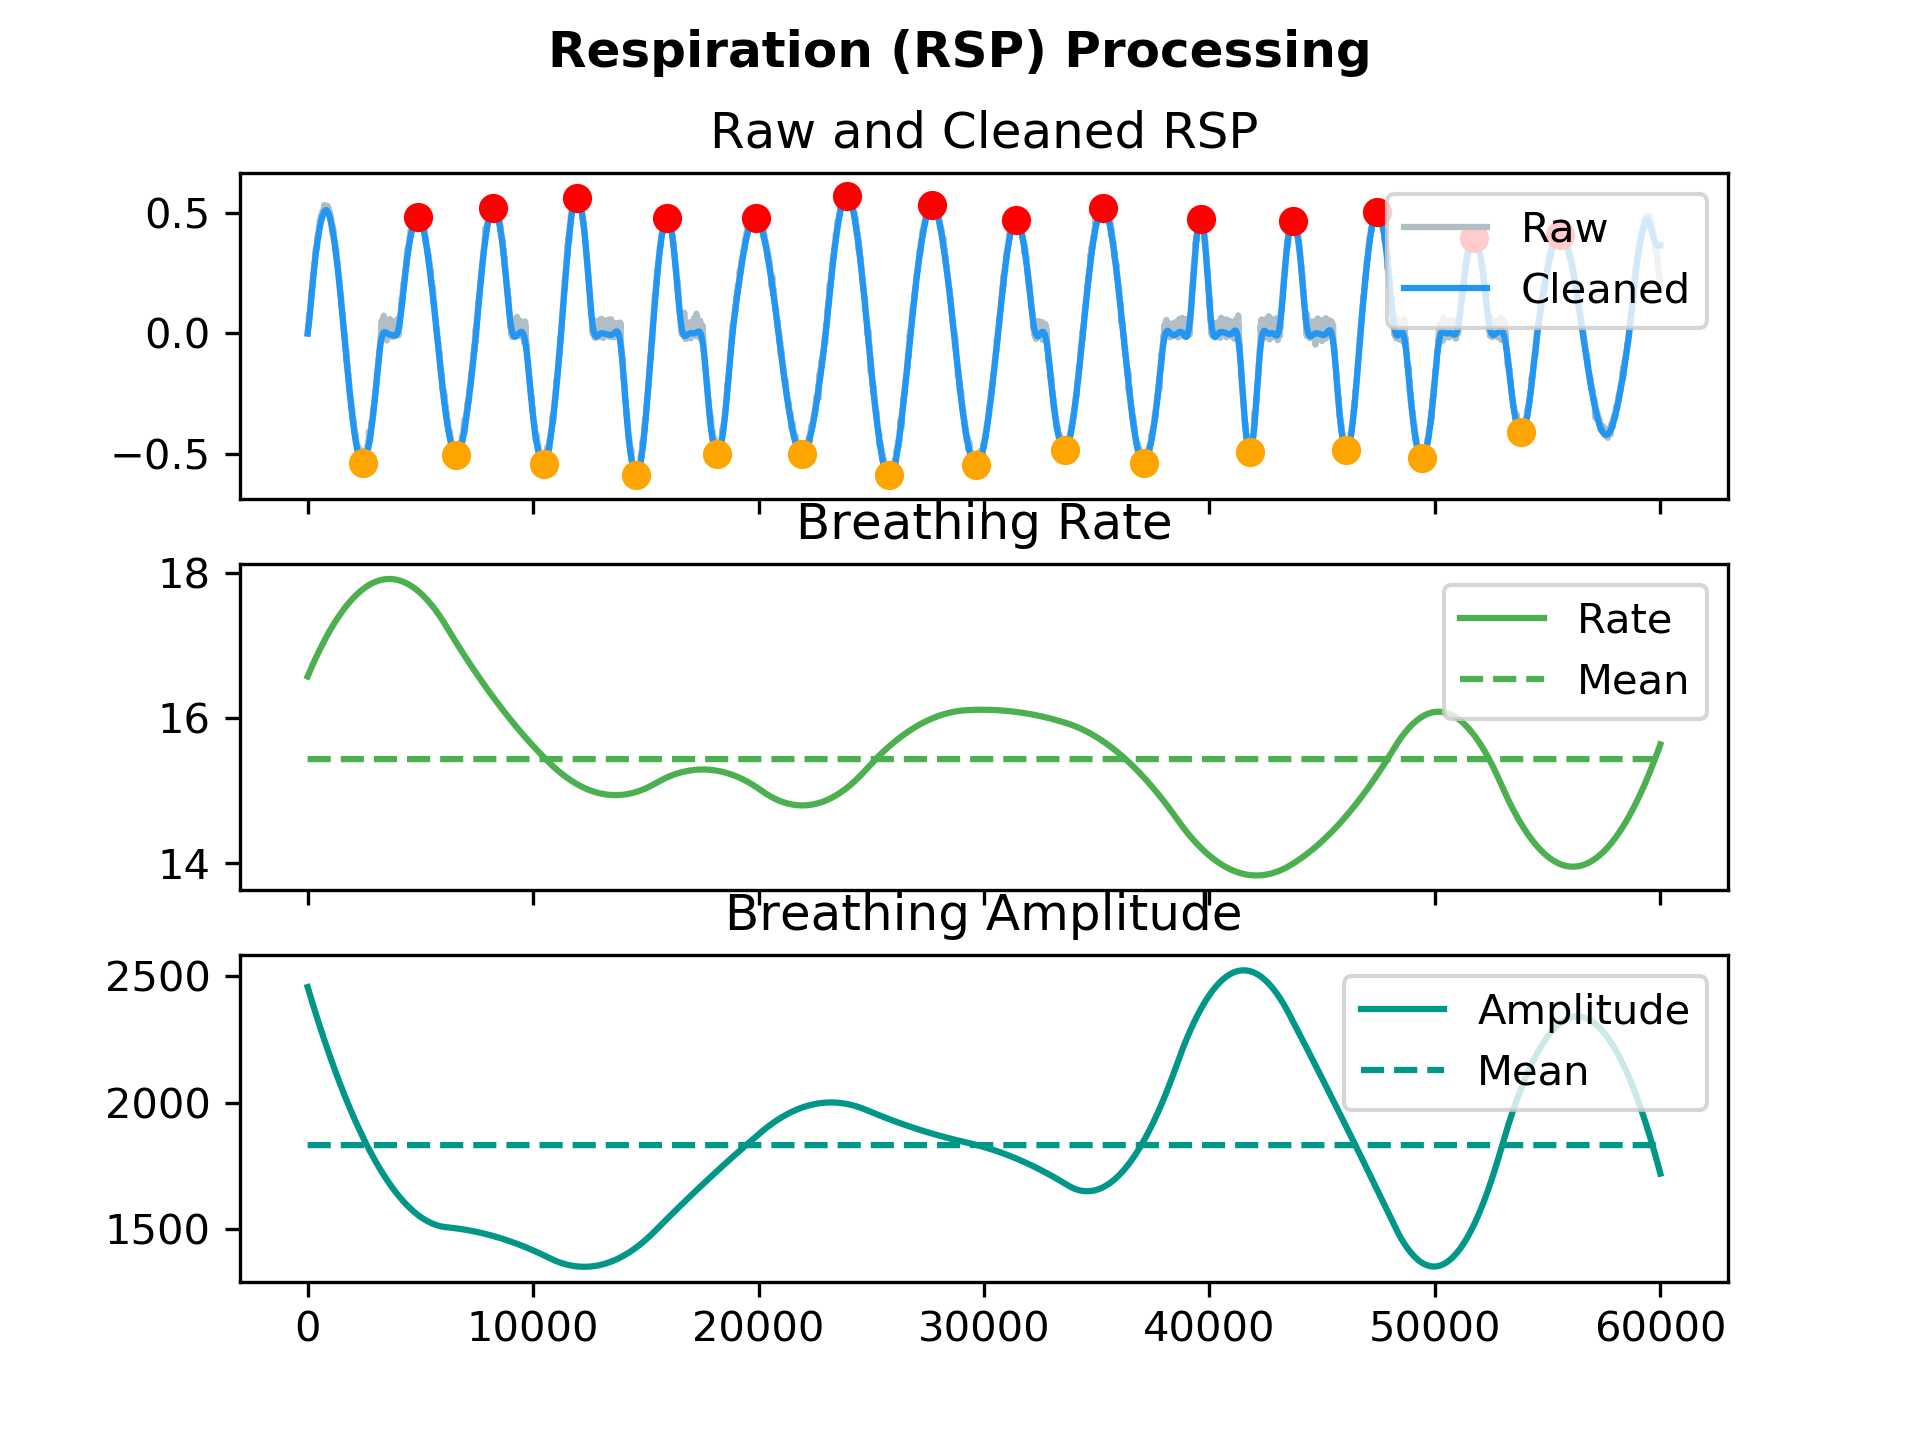 Respiration (RSP) Processing
Raw and Cleaned RSP
0.5
0.0
−0.5
Raw
Cleaned
Breathing Rate
18
16
14
Rate
Mean
Breathing Amplitude
2500
2000
1500
Amplitude
Mean
0 10000 20000 30000 40000 50000 60000